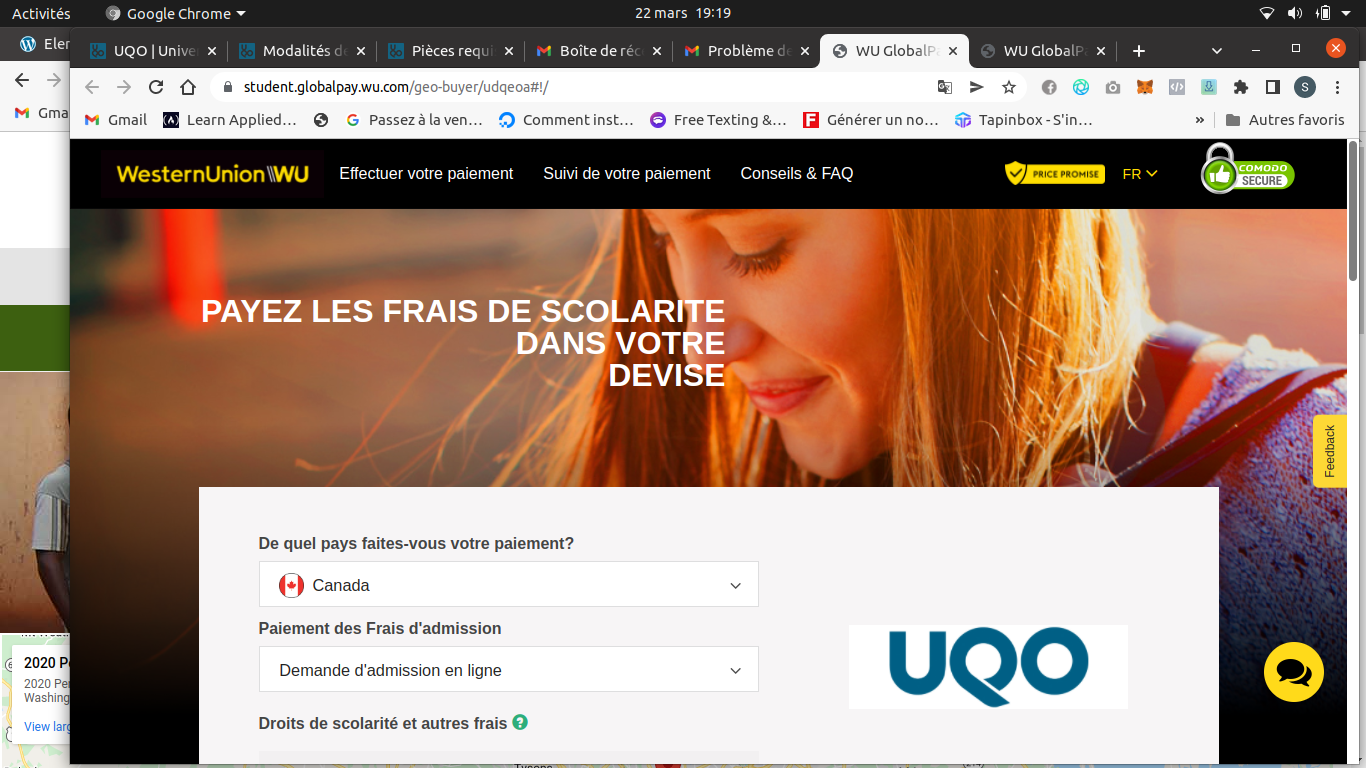 Activités
Google Chrome
22 mars 19:19
Elen
UQO | Unive
Modalités d
Pièces requi
Boîte de réc
Problème d
WU GlobalPa
WU GlobalPa
student.globalpay.wu.com/geo-buyer/udqeoa#!/
S
Gma
Gmail
Learn Applied...
Passez à la ven...
Comment inst...
Free Texting &...
Générer un no...
Tapinbox - S'in...
»
Autres favoris
WesternUnion WU
Effectuer votre paiement
Suivi de votre paiement
Conseils & FAQ
PRICE PROMISE
FR
COMODO
SECURE
PAYEZ LES FRAIS DE SCOLARITE
DANS VOTRE
DEVISE
Feedback
De quel pays faites-vous votre paiement?
Canada
Paiement des Frais d'admission
Demande d'admission en ligne
UQO
Droits de scolarité et autres frais ?
2020 Pe
2020 Per
Washing
View larg
Tysons